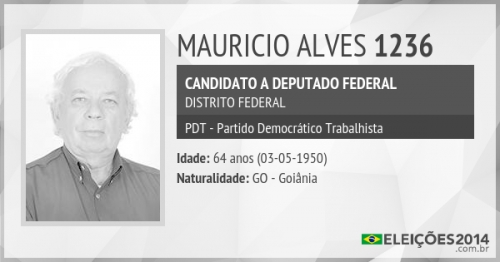 MAURICIO ALVES 1236
CANDIDATO A DEPUTADO FEDERAL
DISTRITO FEDERAL
PDT - Partido Democrático Trabalhista
Idade: 64 anos (03-05-1950)
Naturalidade: GO - Goiânia
ELEIÇÕES2014
.com.br